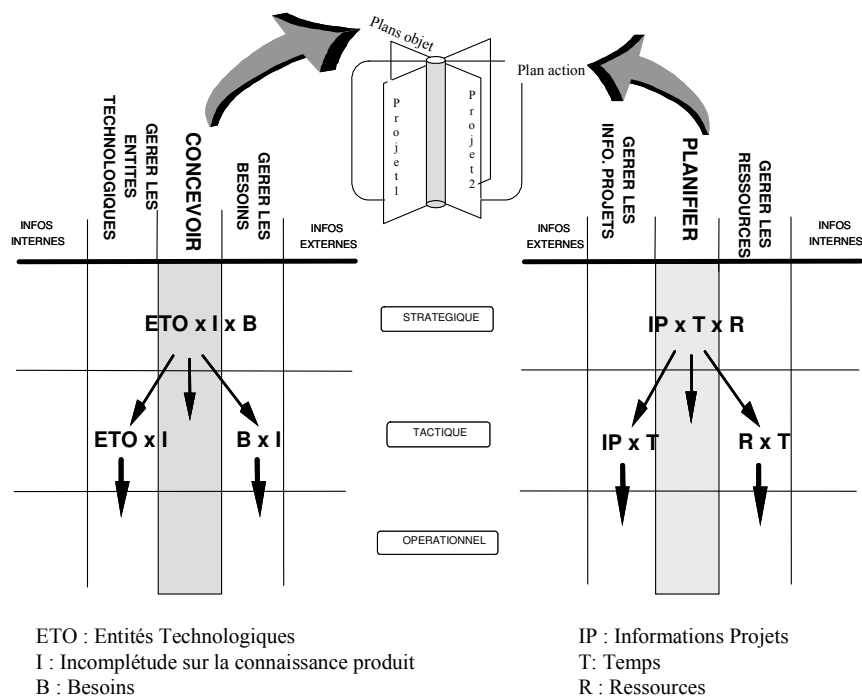 Plans objet
Plan action
Projet1
Projet2
INFOS
INTERNES
GERER LES
ENTITES
TECHNOLOGIQUES
CONCEVOIR
GERER LES
BESOINS
INFOS
EXTERNES
INFOS
EXTERNES
GERER LES
INFO. PROJETS
PLANIFIER
GERER LES
RESSOURCES
INFOS
INTERNES
ETO x I x B
STRATEGIQUE
IP x T x R
ETO x I
B x I
TACTIQUE
IP x T
R x T
OPERATIONNEL
ETO : Entités Technologiques
I : Incomplétude sur la connaissance produit
B : Besoins
IP : Informations Projets
T: Temps
R : Ressources